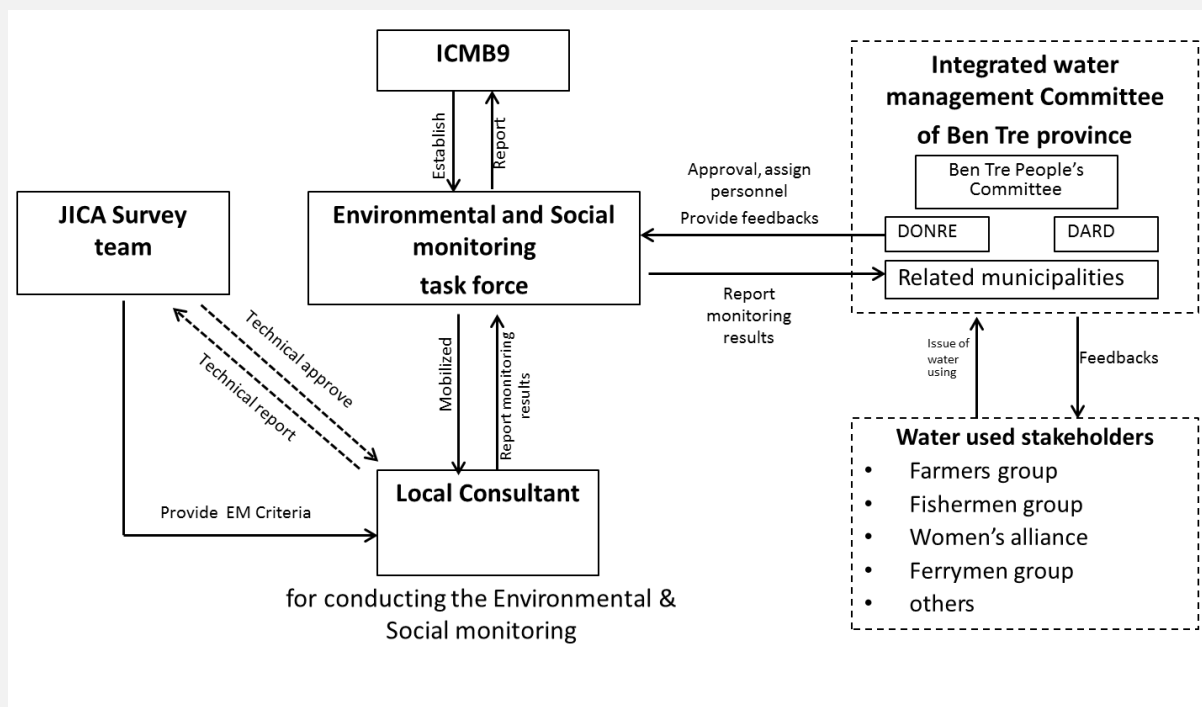 ICMB9
Establish
Report
JICA Survey
team
Environmental and Social
monitoring
task force
Approval, assign
personnel
Provide feedbacks
Report
monitoring
results
Integrated water
management Committee
of Ben Tre province
Ben Tre People's
Committee
DONRE
DARD
Related municipalities
Technical approve
Technical report
Mobilized
Report monitoring
results
Issue of
water
using
Feedbacks
Provide EM Criteria
Local Consultant
for conducting the Environmental &
Social monitoring
Water used stakeholders
• Farmers group
• Fishermen group
• Women's alliance
• Ferrymen group
• others